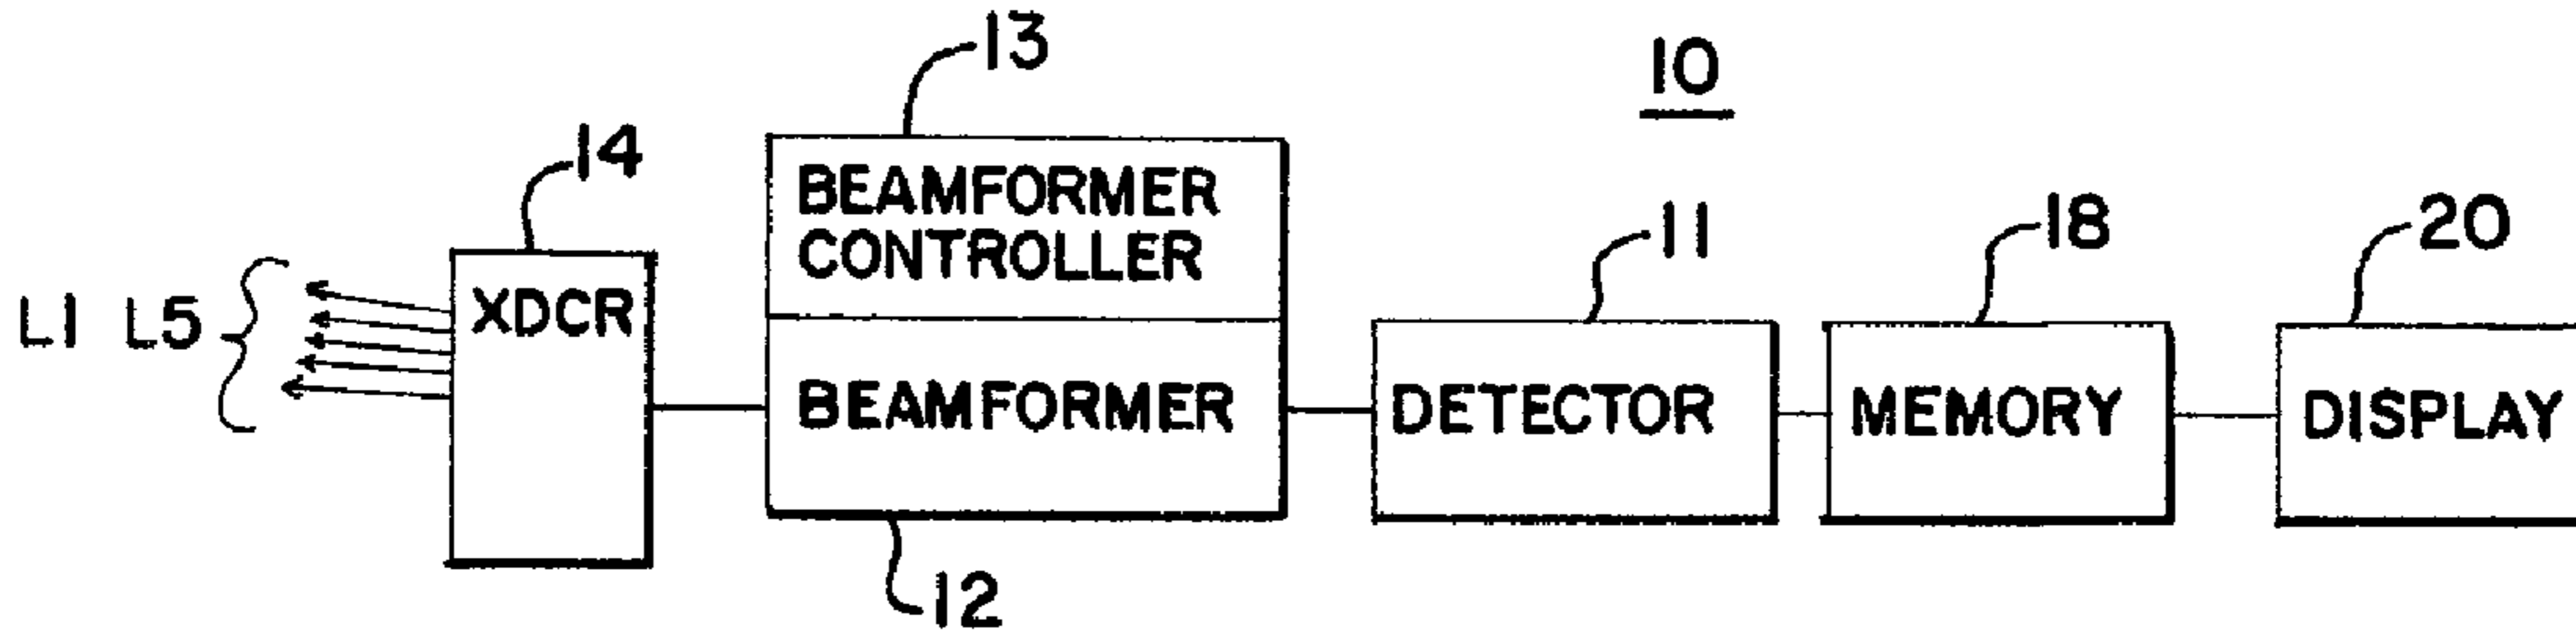 13
10
14
BEAMFORMER
CONTROLLER
11
18
20
L1 L5
XDCR
BEAMFORMER
DETECTOR
MEMORY
DISPLAY
12